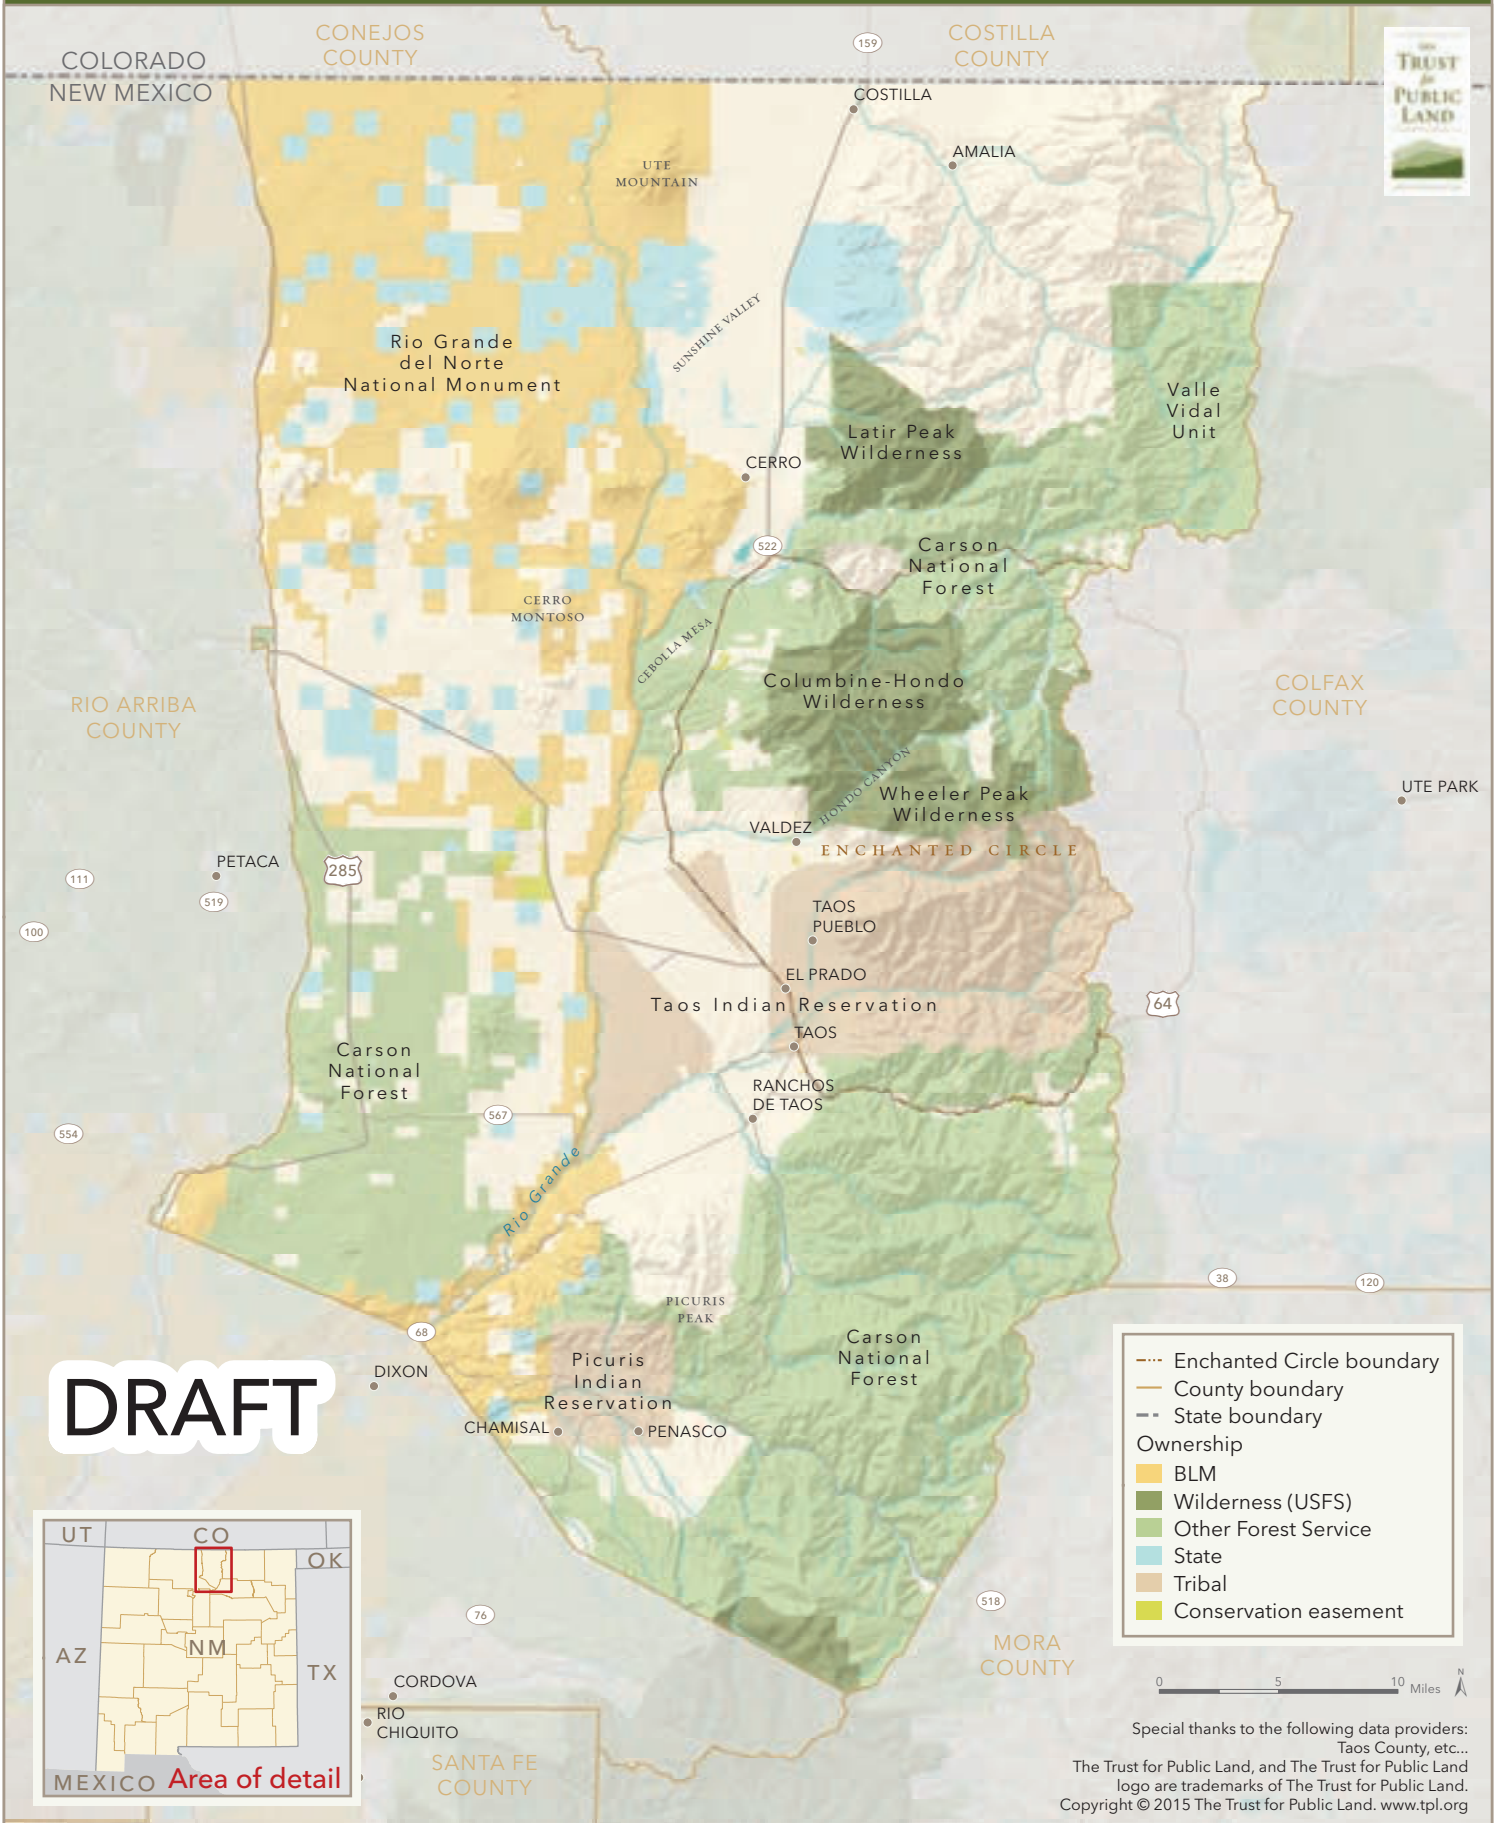 CONEJOS
COUNTY
COSTILLA
COUNTY
159
COLORADO
NEW MEXICO
THE
TRUST
for
PUBLIC
LAND
COSTILLA
AMALIA
UTE
MOUNTAIN
SUNSHINE VALLEY
Rio Grande
del Norte
National Monument
Valle
Vidal
Unit
Latir Peak
Wilderness
CERRO
522
Carson
National
Forest
CERRO
MONTOSO
CEBOLLA MESA
Columbine-Hondo
Wilderness
RIO ARRIBA
COUNTY
COLFAX
COUNTY
HONDO CANYON
UTE PARK
Wheeler Peak
Wilderness
VALDEZ
ENCHANTED CIRCLE
PETACA
285
111
519
100
TAOS
PUEBLO
EL PRADO
Taos Indian Reservation
64
TAOS
Carson
National
Forest
RANCHOS
DE TAOS
567
554
Rio Grande
38
120
PICURIS
PEAK
68
Carson
National
Forest
DIXON
Picuris
Indian
Reservation
CHAMISAL
PENASCO
DRAFT
Enchanted Circle boundary
County boundary
State boundary
Ownership
BLM
Wilderness (USFS)
Other Forest Service
State
Tribal
Conservation easement
UT
CO
OK
AZ
NM
TX
MEXICO
Area of detail
76
518
MORA
COUNTY
CORDOVA
RIO
CHIQUITO
SANTA FE
COUNTY
0 5 10 Miles
N
Special thanks to the following data providers:
Taos County, etc...
The Trust for Public Land, and The Trust for Public Land
logo are trademarks of The Trust for Public Land.
Copyright © 2015 The Trust for Public Land. www.tpl.org